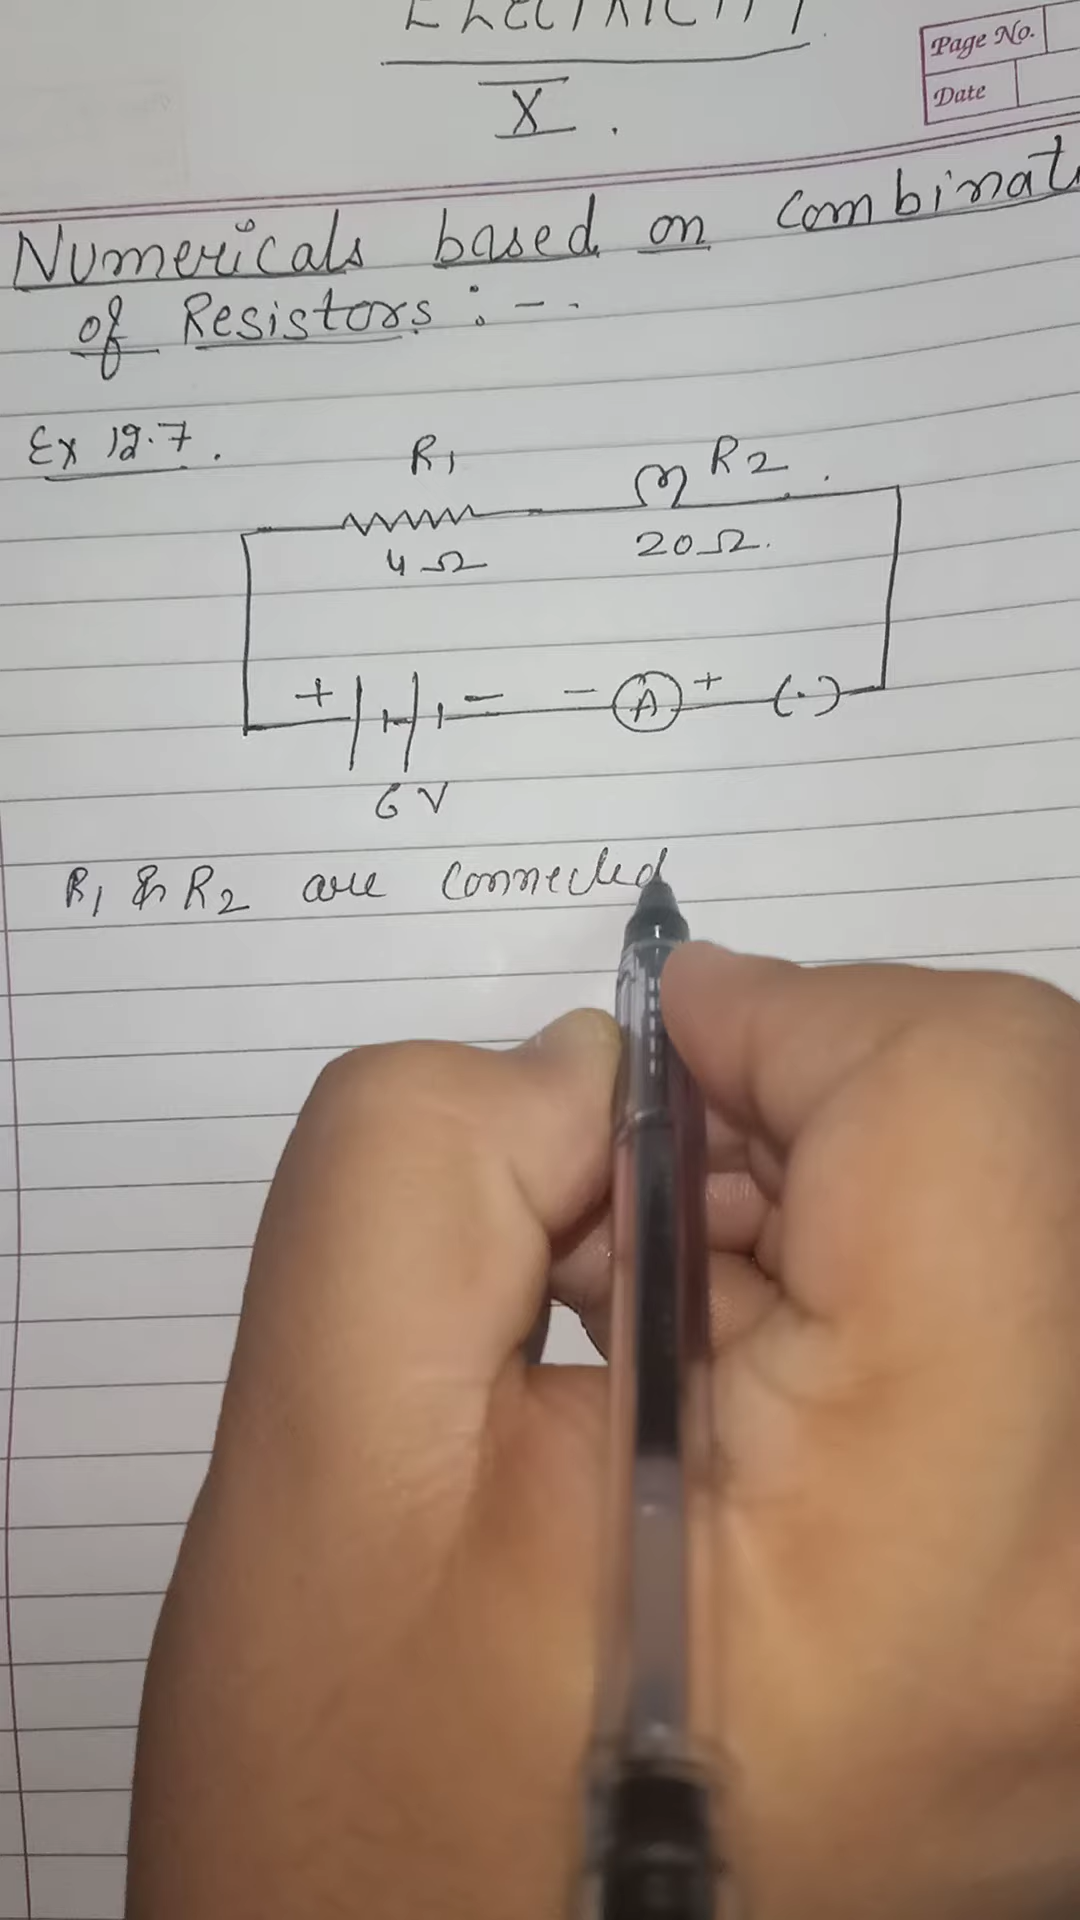 ELECTRICITY
X.
Page No.
Date
Numericals based on Combinat
of Resistors :-
Ex 12.7.
R1 R2
4Ω 20Ω.
+ - - A + (.)
6V
R1 & R2 are connected